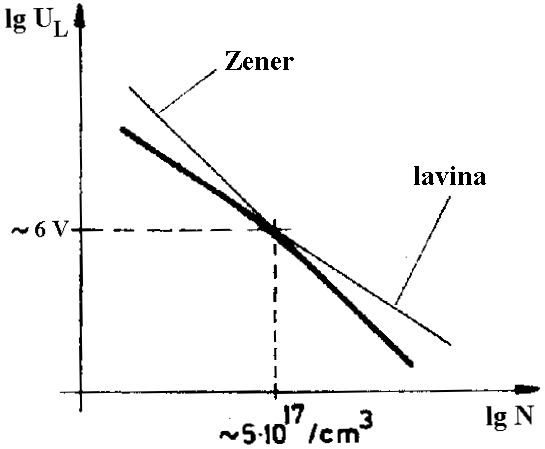 lg U_L
Zener
lavina
~ 6 V
lg N
~5·10^17/cm^3